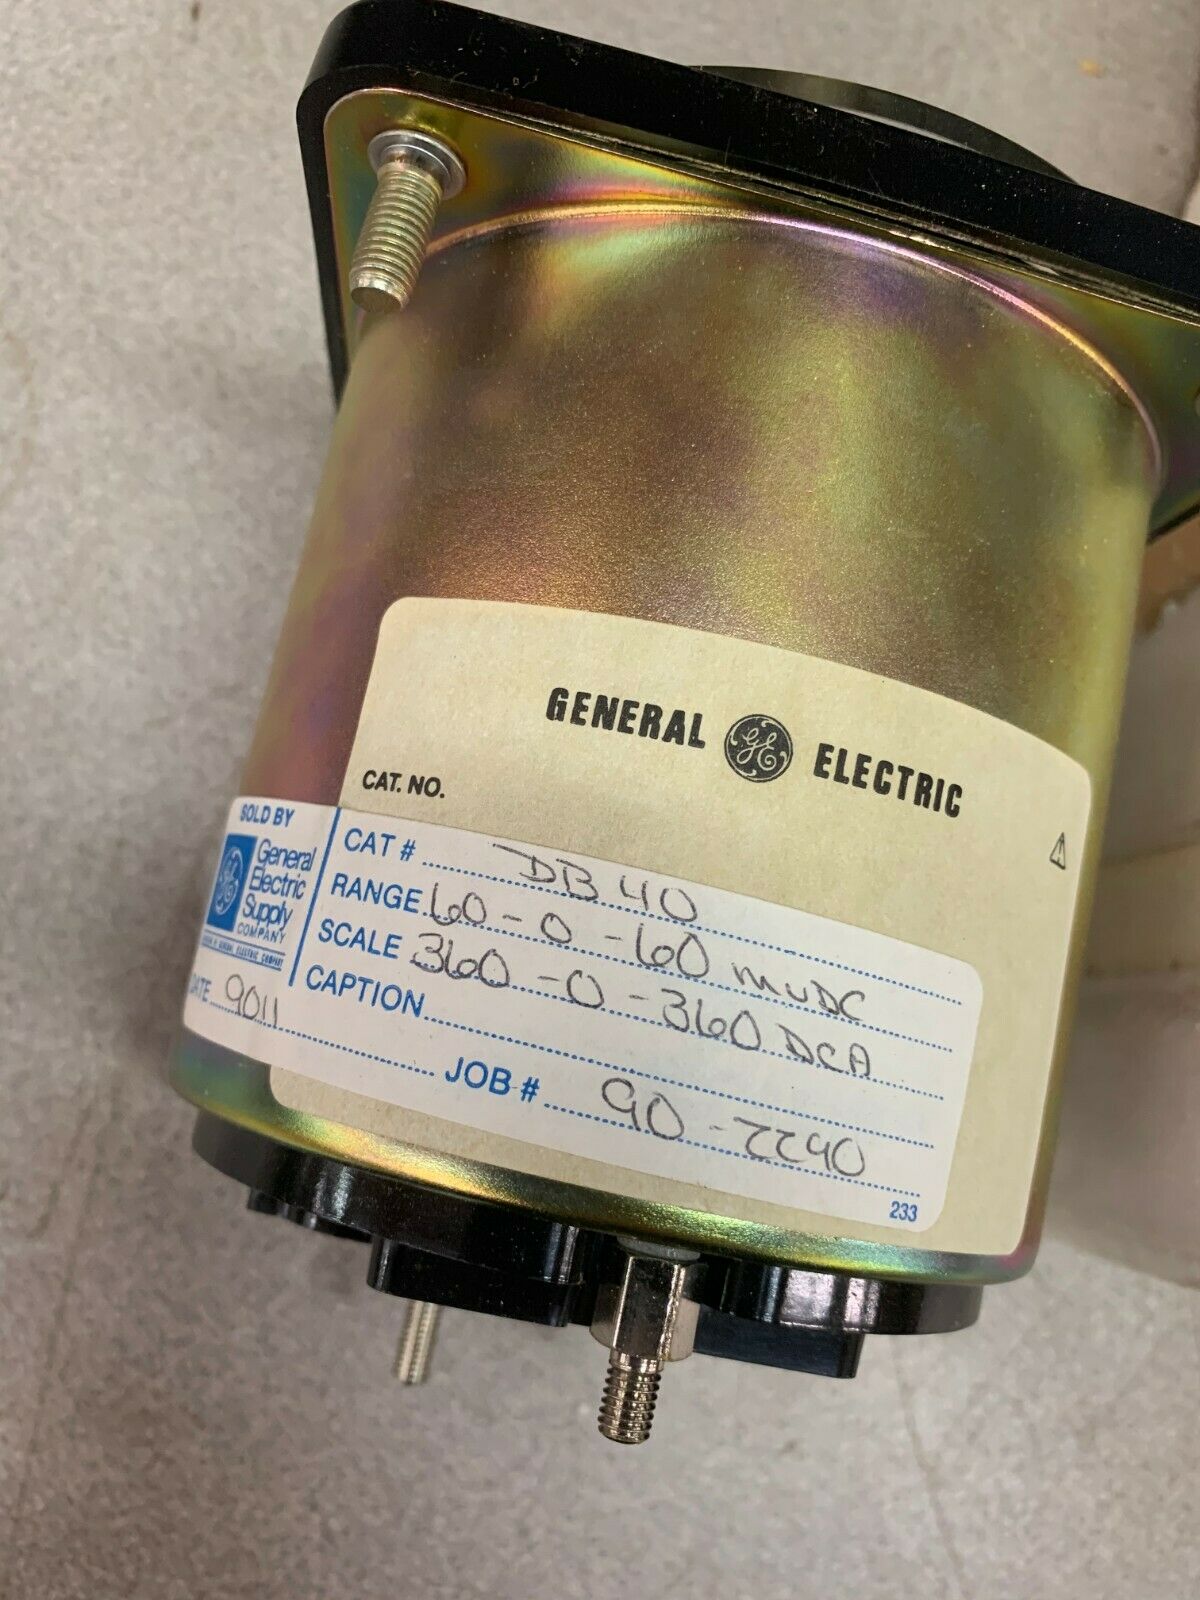 GENERAL GE ELECTRIC
CAT. NO.
SOLD BY
General
Electric
Supply
COMPANY
CAT # DB 40
RANGE 60-0-60 mvDC
SCALE 360-0-360 DCA
CAPTION
DATE 9011
JOB # 90-2240
233